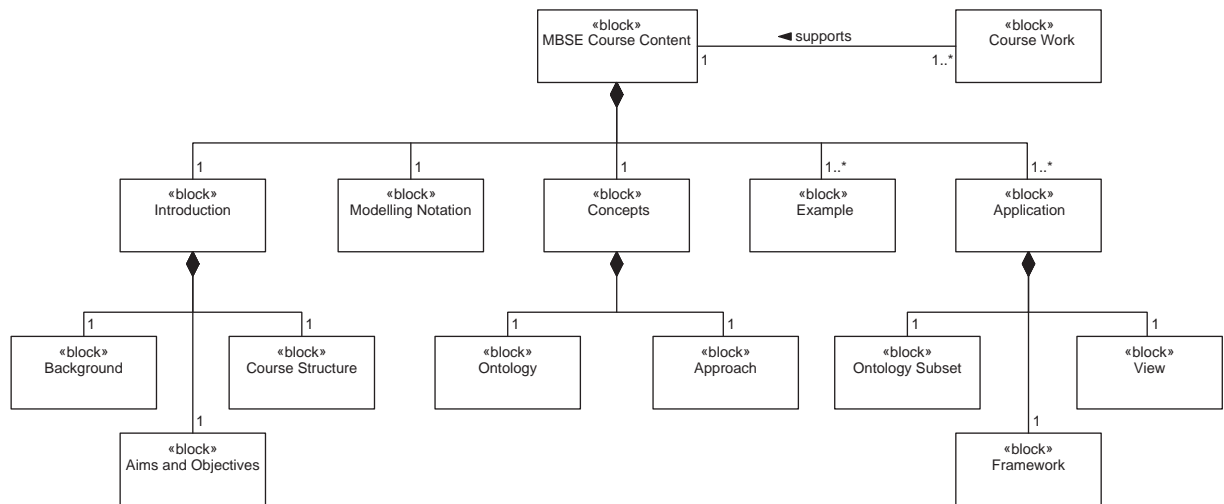 «block»
MBSE Course Content
◄ supports
1
1..*
«block»
Course Work
1
1
1
1..*
1..*
«block»
Introduction
«block»
Modelling Notation
«block»
Concepts
«block»
Example
«block»
Application
1
1
1
1
1
1
«block»
Background
«block»
Course Structure
«block»
Ontology
«block»
Approach
«block»
Ontology Subset
«block»
View
1
1
«block»
Aims and Objectives
«block»
Framework